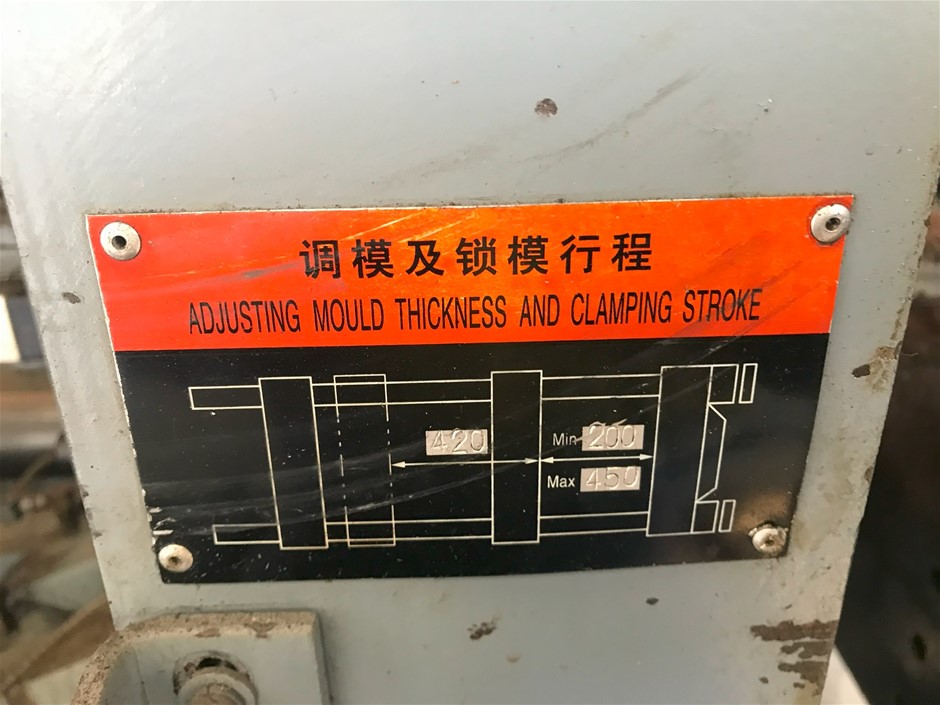 调模及锁模行程
ADJUSTING MOULD THICKNESS AND CLAMPING STROKE
420
Min 200
Max 450